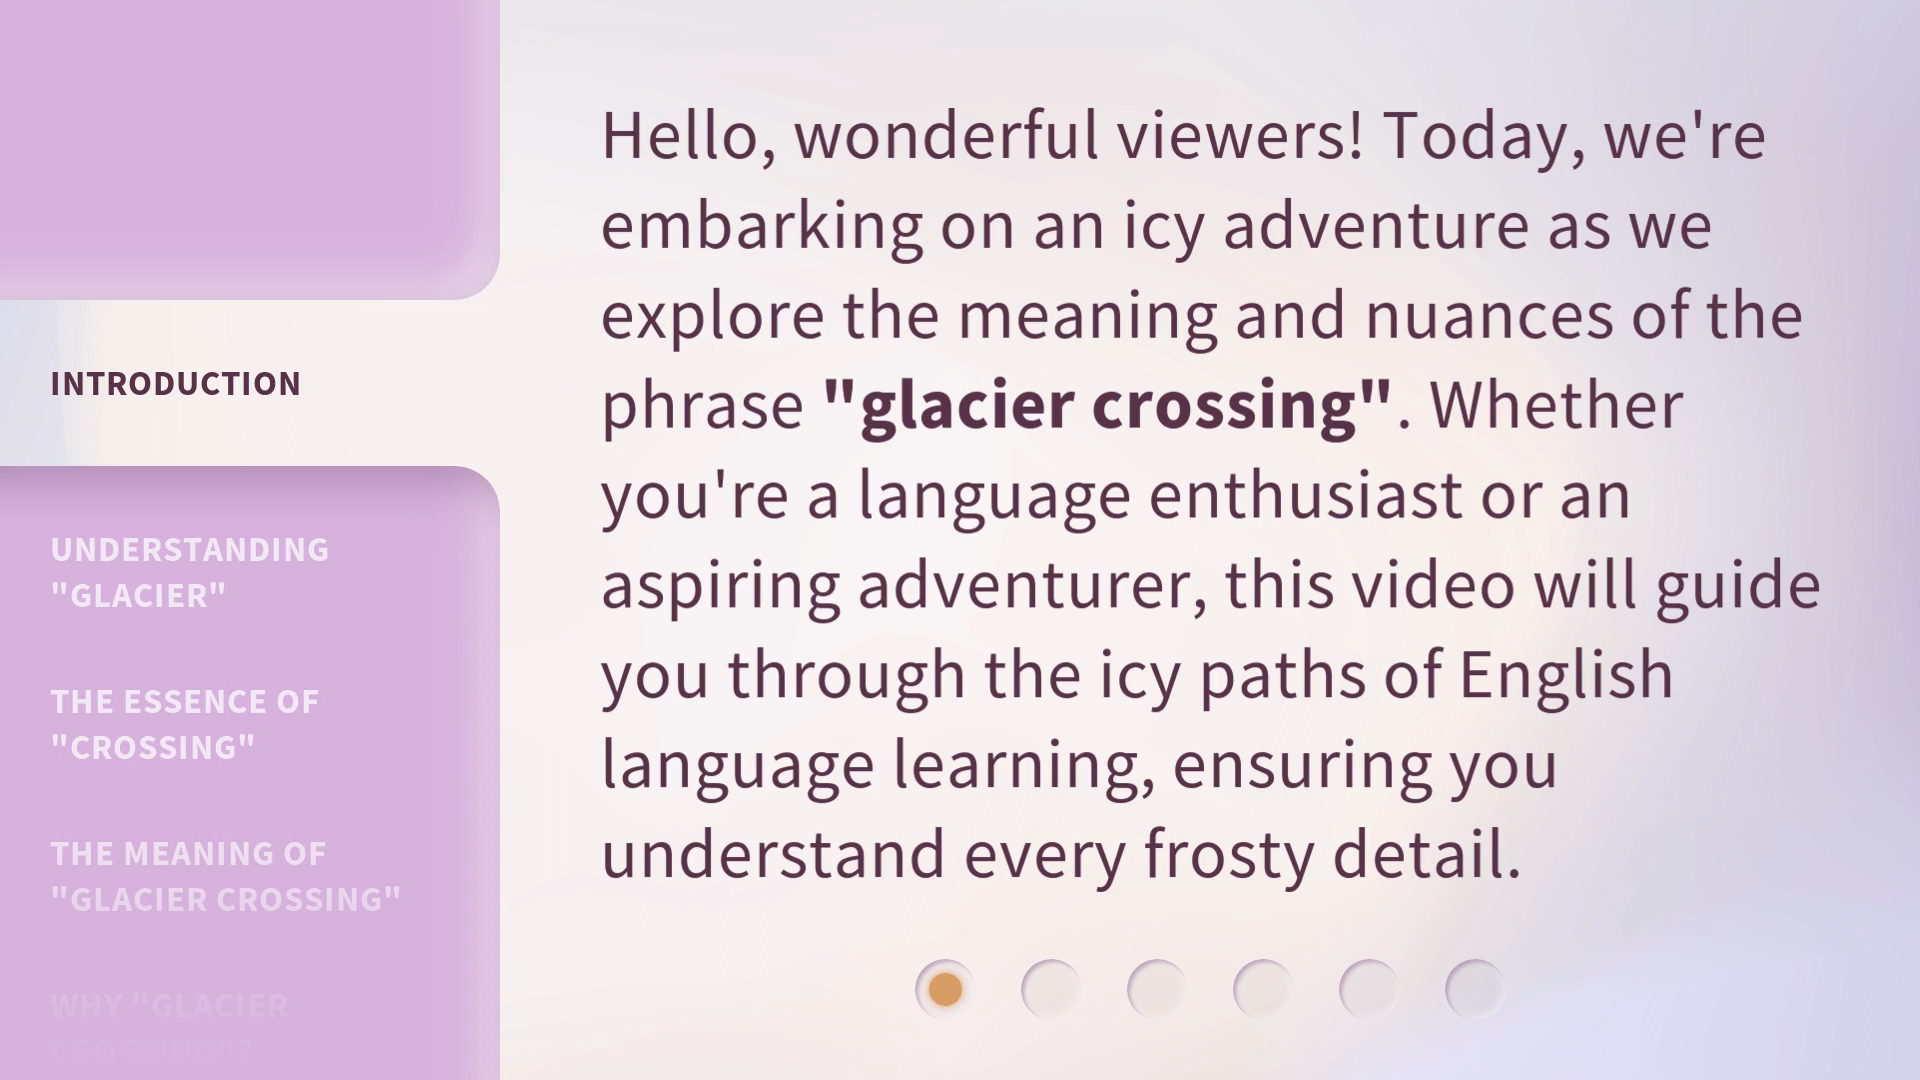 INTRODUCTION
UNDERSTANDING
"GLACIER"
THE ESSENCE OF
"CROSSING"
THE MEANING OF
"GLACIER CROSSING"
WHY "GLACIER
CROSSING"?
Hello, wonderful viewers! Today, we're
embarking on an icy adventure as we
explore the meaning and nuances of the
phrase "glacier crossing". Whether
you're a language enthusiast or an
aspiring adventurer, this video will guide
you through the icy paths of English
language learning, ensuring you
understand every frosty detail.